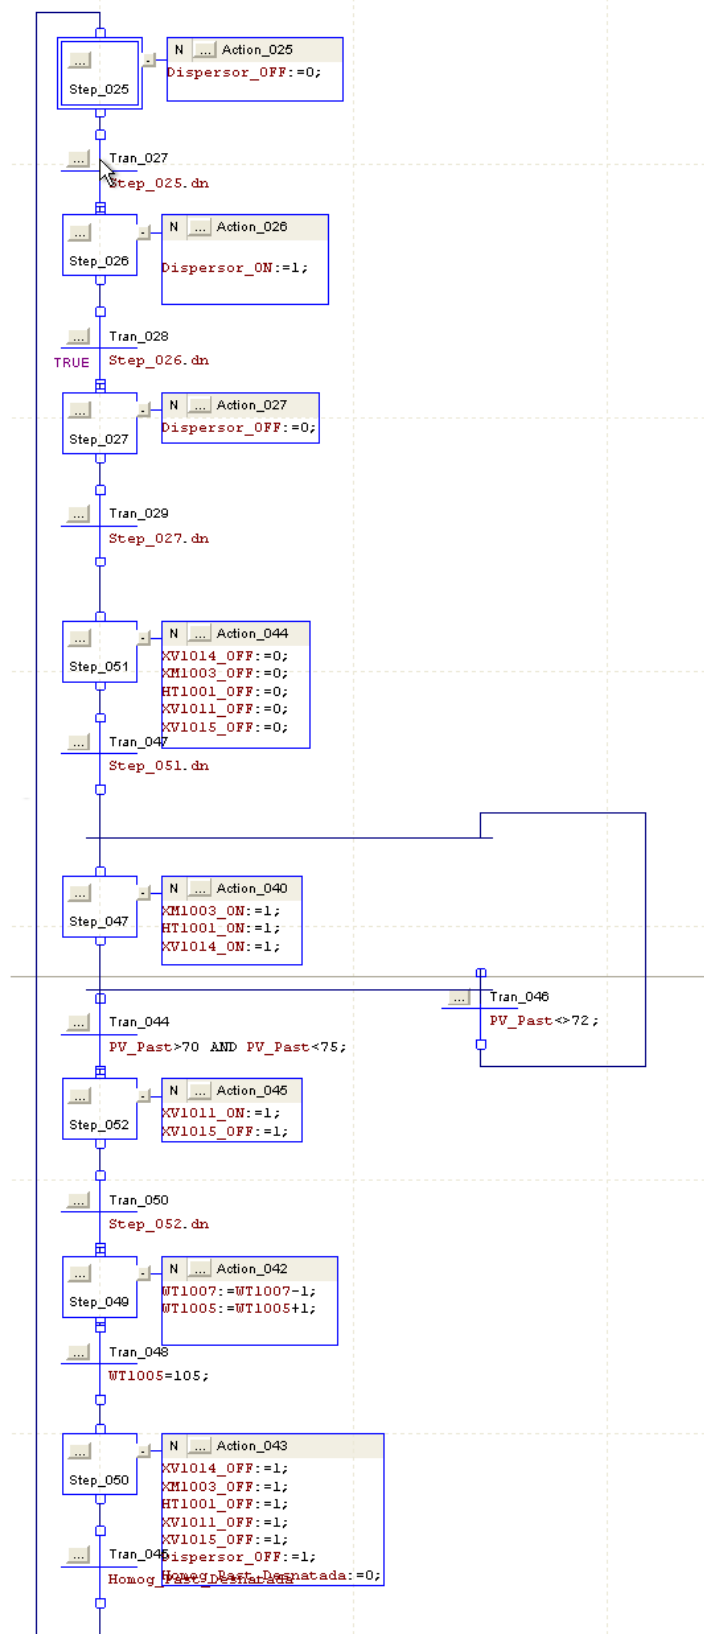 N ... Action_025
...
Dispersor_OFF:=0;
Step_025
... Tran_027
Step_025.dn
N ... Action_026
...
Step_026
Dispersor_ON:=1;
... Tran_028
TRUE Step_026.dn
N ... Action_027
...
Dispersor_OFF:=0;
Step_027
... Tran_029
Step_027.dn
N ... Action_044
...
XV1014_OFF:=0;
Step_051
XM1003_OFF:=0;
HT1001_OFF:=0;
XV1011_OFF:=0;
XV1015_OFF:=0;
... Tran_047
Step_051.dn
N ... Action_040
...
XM1003_ON:=1;
Step_047
HT1001_ON:=1;
XV1014_ON:=1;
... Tran_046
PV_Past<>72;
... Tran_044
PV_Past>70 AND PV_Past<75;
N ... Action_045
...
XV1011_ON:=1;
Step_052
XV1015_OFF:=1;
... Tran_050
Step_052.dn
N ... Action_042
...
WT1007:=WT1007-1;
Step_049
WT1005:=WT1005+1;
... Tran_048
WT1005=105;
N ... Action_043
...
XV1014_OFF:=1;
Step_050
XM1003_OFF:=1;
HT1001_OFF:=1;
XV1011_OFF:=1;
XV1015_OFF:=1;
Dispersor_OFF:=1;
Homog_Past_Desnatada:=0;
...
Homog_Past_Desnatada